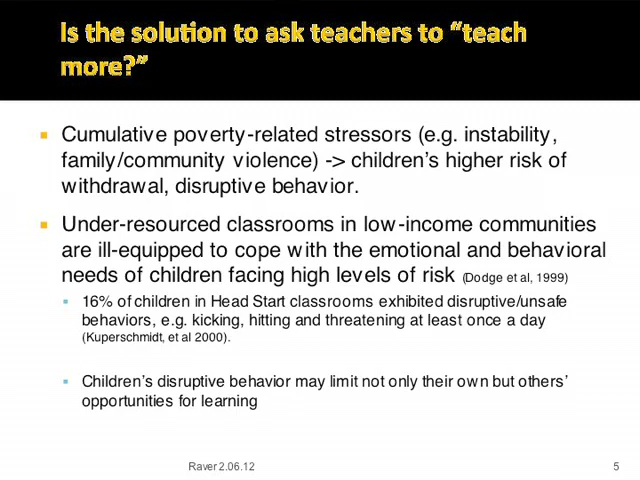 Is the solution to ask teachers to “teach
more?”
Cumulative poverty-related stressors (e.g. instability,
family/community violence) -> children’s higher risk of
withdrawal, disruptive behavior.
Under-resourced classrooms in low-income communities
are ill-equipped to cope with the emotional and behavioral
needs of children facing high levels of risk (Dodge et al, 1999)
16% of children in Head Start classrooms exhibited disruptive/unsafe
behaviors, e.g. kicking, hitting and threatening at least once a day
(Kuperschmidt, et al 2000).
Children’s disruptive behavior may limit not only their own but others’
opportunities for learning
Raver 2.06.12
5